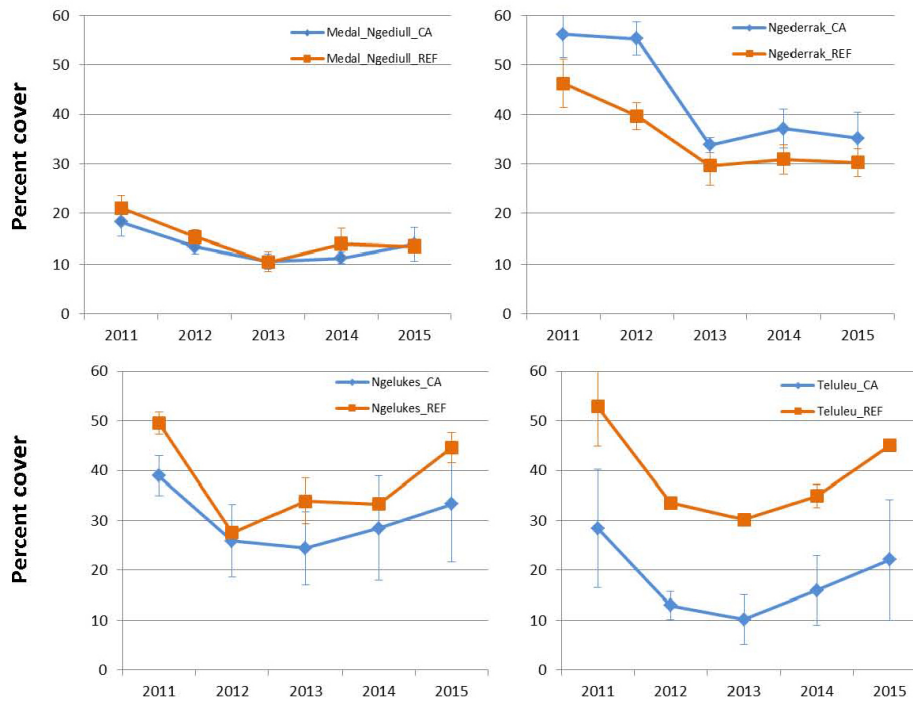 Percent cover
60
50
40
30
20
10
0
Medal_Ngediull_CA
Medal_Ngediull_REF
2011 2012 2013 2014 2015
60
50
40
30
20
10
0
Ngederrak_CA
Ngederrak_REF
2011 2012 2013 2014 2015
Percent cover
60
50
40
30
20
10
0
Ngelukes_CA
Ngelukes_REF
2011 2012 2013 2014 2015
60
50
40
30
20
10
0
Teluleu_CA
Teluleu_REF
2011 2012 2013 2014 2015